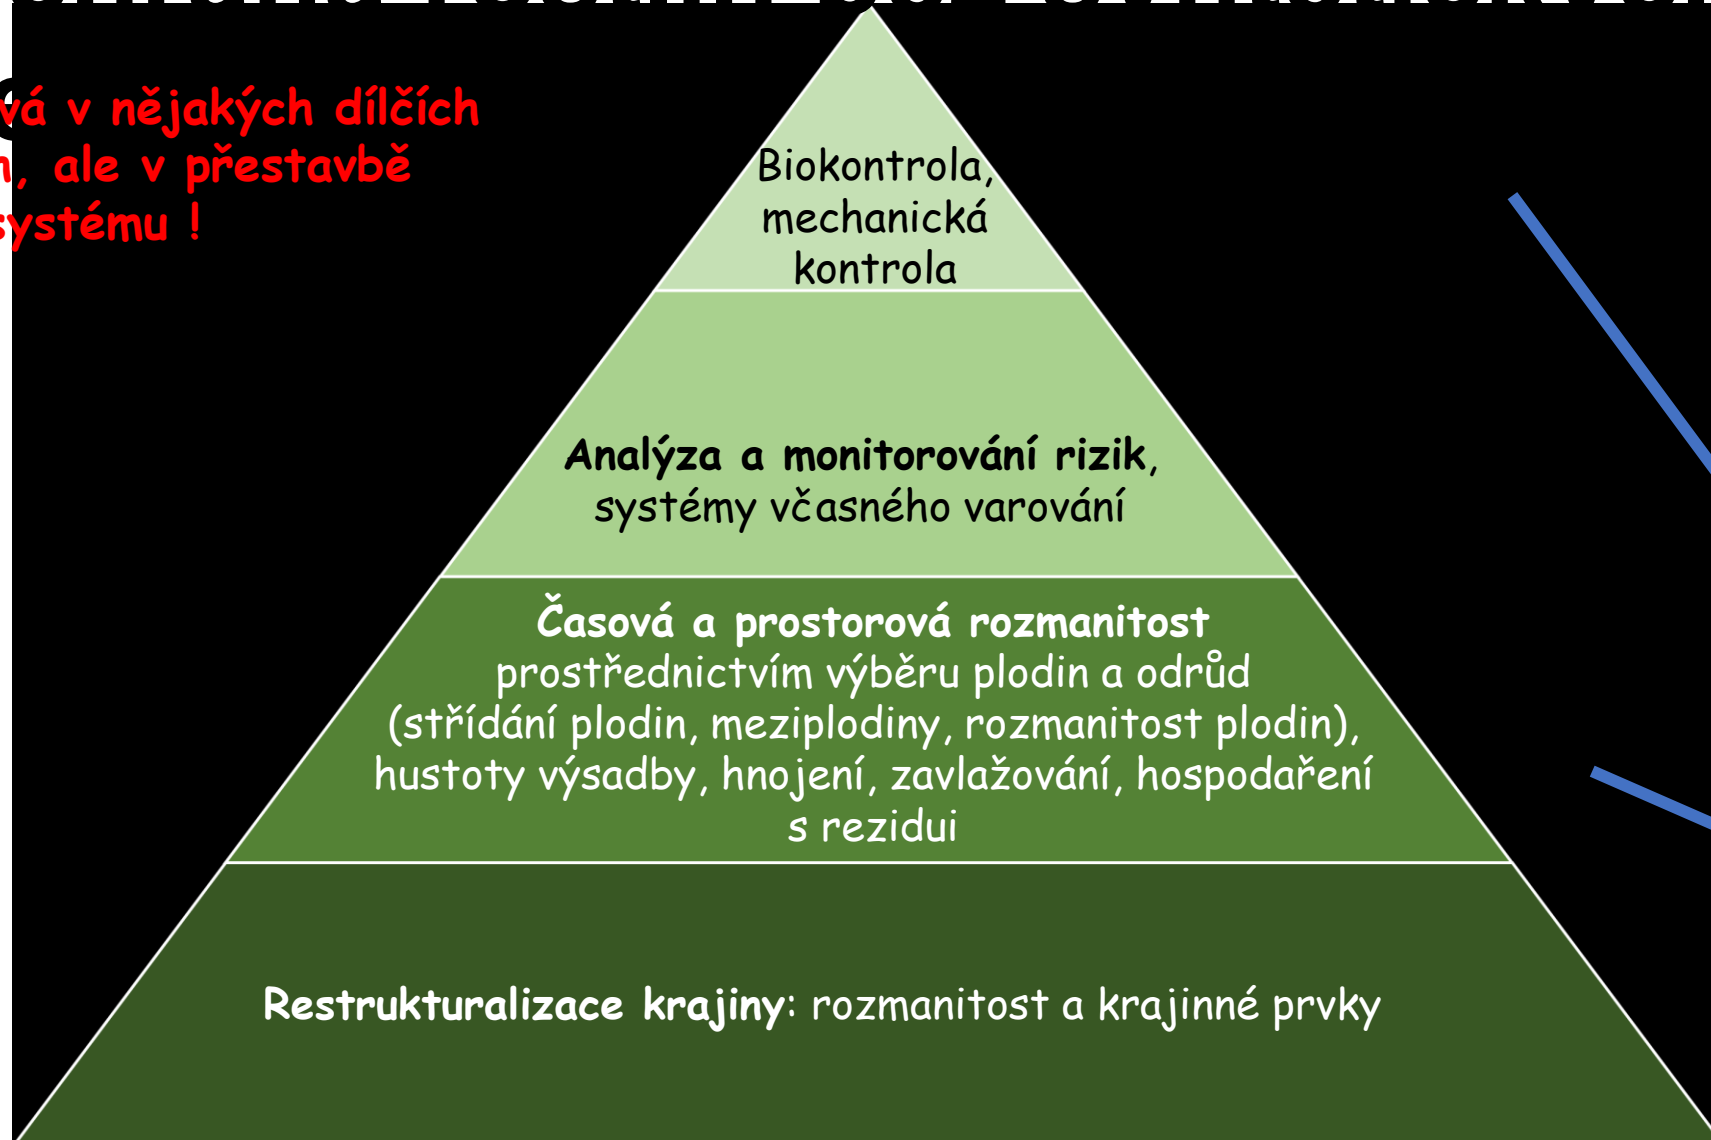 v nějakých dílčích
ale v přestavbě
systému !
Biokontrola,
mechanická
kontrola
Analýza a monitorování rizik,
systémy včasného varování
Časová a prostorová rozmanitost
prostřednictvím výběru plodin a odrůd
(střídání plodin, meziplodiny, rozmanitost plodin),
hustoty výsadby, hnojení, zavlažování, hospodaření
s rezidui
Restrukturalizace krajiny: rozmanitost a krajinné prvky